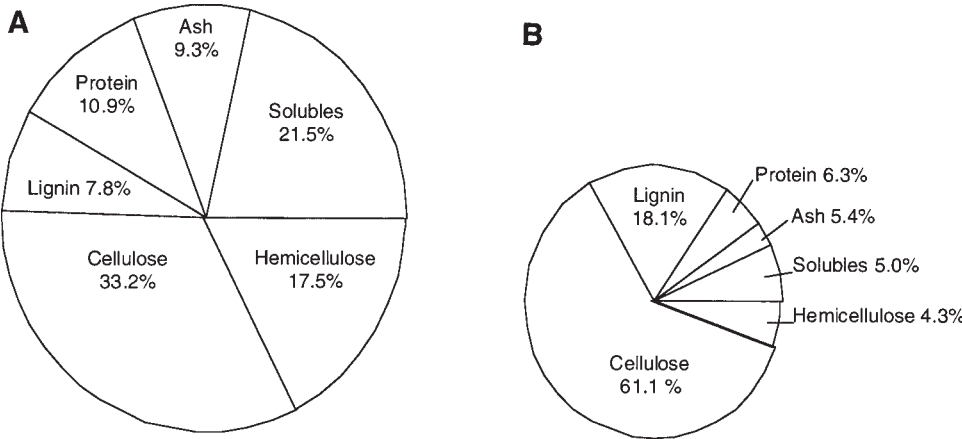 A
Ash
9.3%
Protein
10.9%
Solubles
21.5%
Lignin 7.8%
Cellulose
33.2%
Hemicellulose
17.5%
B
Lignin
18.1%
Protein 6.3%
Ash 5.4%
Solubles 5.0%
Hemicellulose 4.3%
Cellulose
61.1 %